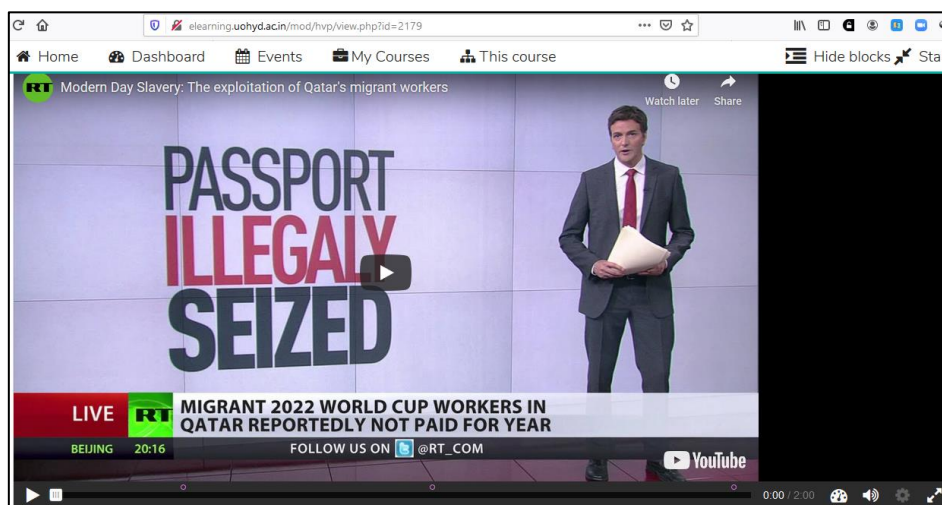 elearning.uohyd.ac.in/mod/hvp/view.php?id=2179
Home Dashboard Events My Courses This course Hide blocks Sta
RT Modern Day Slavery: The exploitation of Qatar's migrant workers
Watch later Share
PASSPORT
ILLEGALY
SEIZED
LIVE RT MIGRANT 2022 WORLD CUP WORKERS IN
QATAR REPORTEDLY NOT PAID FOR YEAR
BEIJING 20:16 FOLLOW US ON @RT_COM
YouTube
0:00 / 2:00